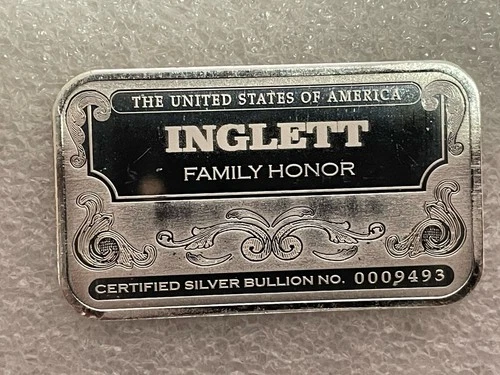 THE UNITED STATES OF AMERICA
INGLETT
FAMILY HONOR
CERTIFIED SILVER BULLION NO. 0009493